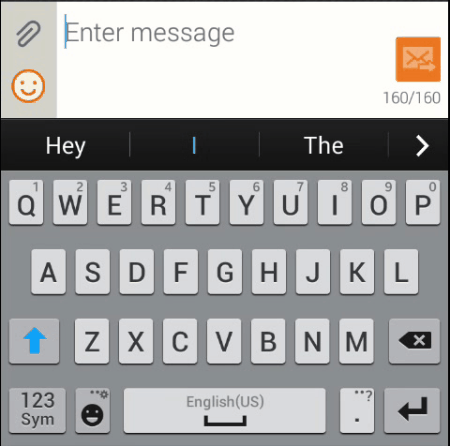 Enter message
160/160
Hey I The
1 2 3 4 5 6 7 8 9 0
Q W E R T Y U I O P
A S D F G H J K L
Z X C V B N M
123 English(US) ,,?
Sym .